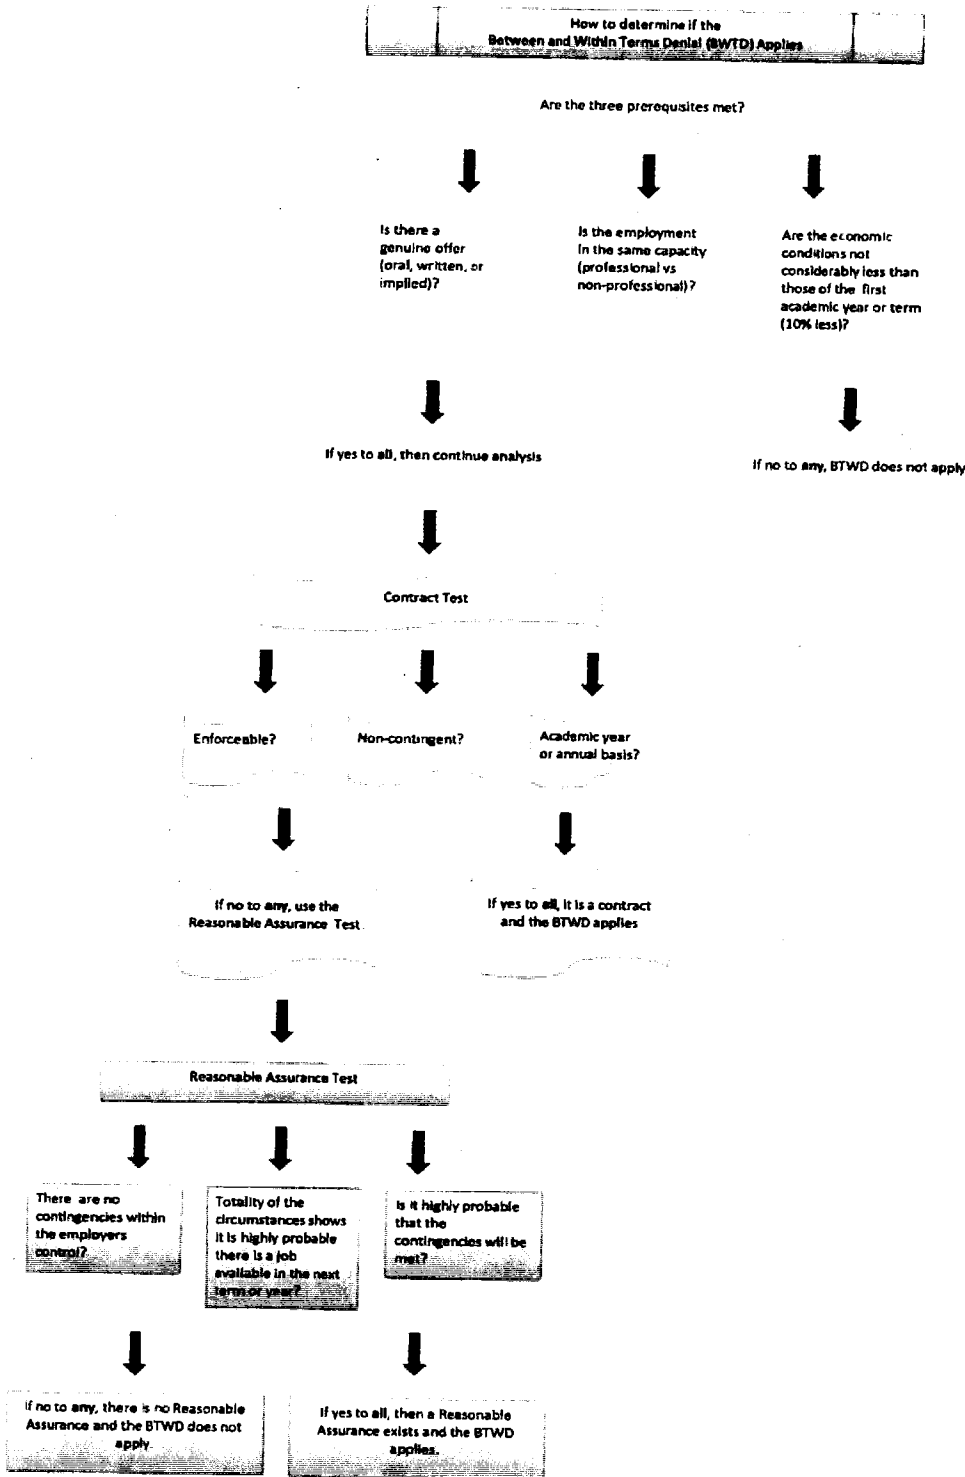 How to determine if the
Between and Within Terms Denial (BWTD) Applies
Are the three prerequsites met?
Is there a
genuine offer
(oral, written, or
implied)?
Is the employment
in the same capacity
(professional vs
non-professional)?
Are the economic
conditions not
considerably less than
those of the first
academic year or term
(10% less)?
If yes to all, then continue analysis
If no to any, BTWD does not apply
Contract Test
Enforceable?
Non-contingent?
Academic year
or annual basis?
If no to any, use the
Reasonable Assurance Test
If yes to all, it is a contract
and the BTWD applies
Reasonable Assurance Test
There are no
contingencies within
the employers
control?
Totality of the
circumstances shows
it is highly probable
there is a job
available in the next
term or year?
Is it highly probable
that the
contingencies will be
met?
If no to any, there is no Reasonable
Assurance and the BTWD does not
apply.
If yes to all, then a Reasonable
Assurance exists and the BTWD
applies.